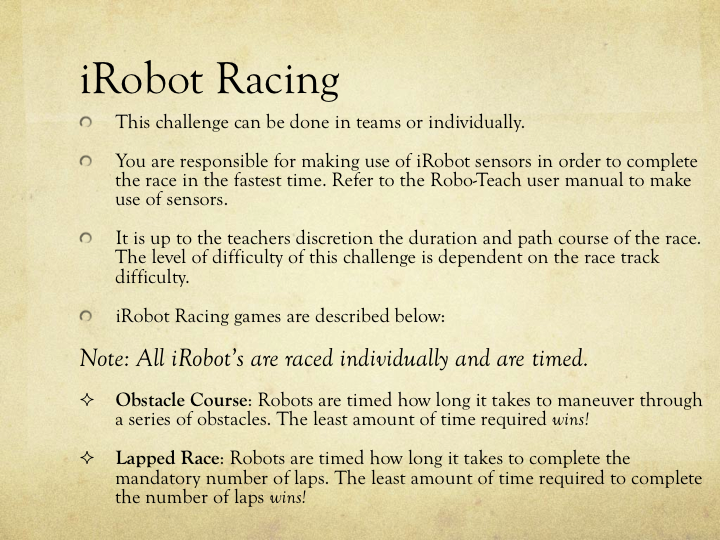 iRobot Racing
This challenge can be done in teams or individually.
You are responsible for making use of iRobot sensors in order to complete
the race in the fastest time. Refer to the Robo-Teach user manual to make
use of sensors.
It is up to the teachers discretion the duration and path course of the race.
The level of difficulty of this challenge is dependent on the race track
difficulty.
iRobot Racing games are described below:
Note: All iRobot's are raced individually and are timed.
Obstacle Course: Robots are timed how long it takes to maneuver through
a series of obstacles. The least amount of time required wins!
Lapped Race: Robots are timed how long it takes to complete the
mandatory number of laps. The least amount of time required to complete
the number of laps wins!